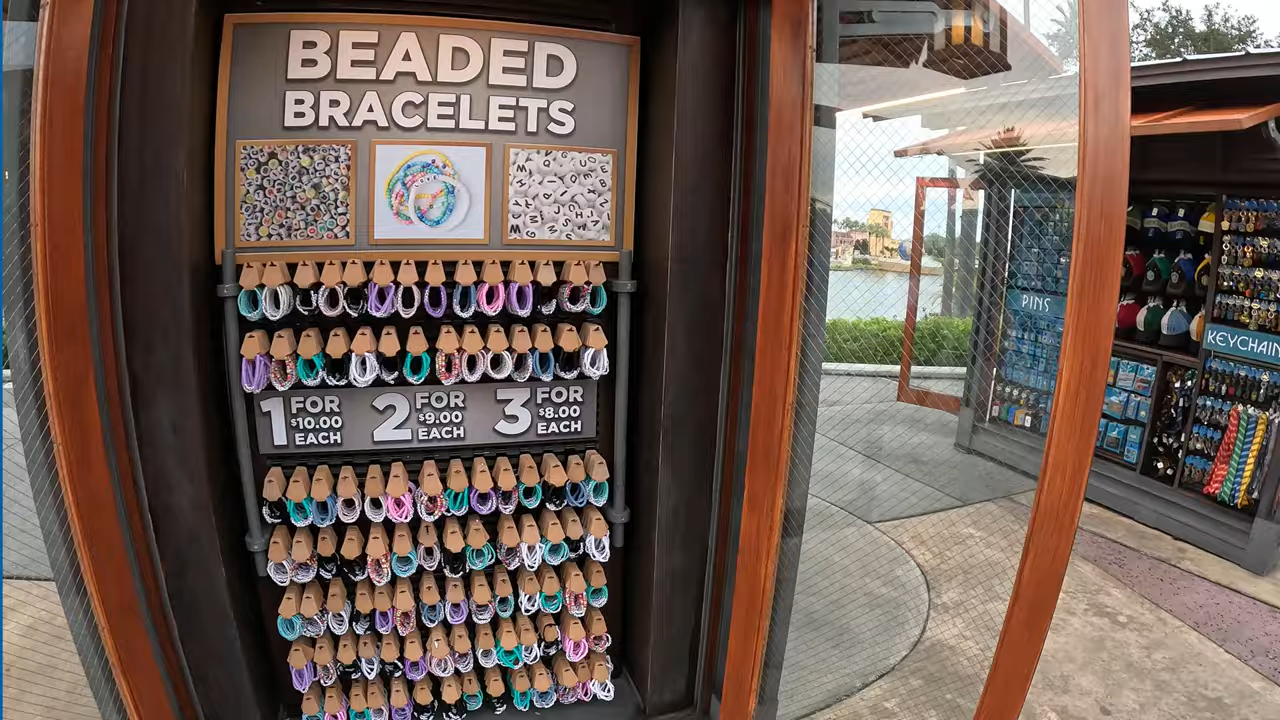 BEADED
BRACELETS
1 FOR $10.00 EACH
2 FOR $9.00 EACH
3 FOR $8.00 EACH
PINS
KEYCHAIN